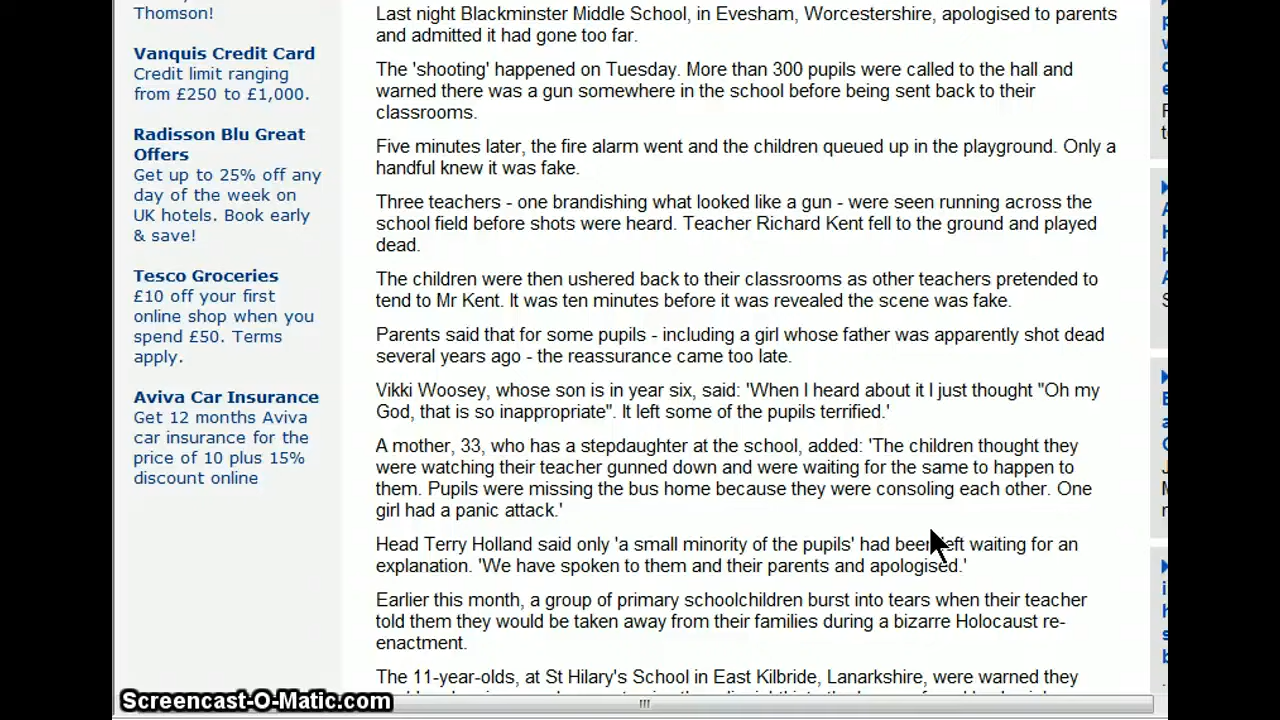 Thomson!
Vanquis Credit Card
Credit limit ranging
from £250 to £1,000.
Radisson Blu Great
Offers
Get up to 25% off any
day of the week on
UK hotels. Book early
& save!
Tesco Groceries
£10 off your first
online shop when you
spend £50. Terms
apply.
Aviva Car Insurance
Get 12 months Aviva
car insurance for the
price of 10 plus 15%
discount online
Last night Blackminster Middle School, in Evesham, Worcestershire, apologised to parents
and admitted it had gone too far.
The 'shooting' happened on Tuesday. More than 300 pupils were called to the hall and
warned there was a gun somewhere in the school before being sent back to their
classrooms.
Five minutes later, the fire alarm went and the children queued up in the playground. Only a
handful knew it was fake.
Three teachers - one brandishing what looked like a gun - were seen running across the
school field before shots were heard. Teacher Richard Kent fell to the ground and played
dead.
The children were then ushered back to their classrooms as other teachers pretended to
tend to Mr Kent. It was ten minutes before it was revealed the scene was fake.
Parents said that for some pupils - including a girl whose father was apparently shot dead
several years ago - the reassurance came too late.
Vikki Woosey, whose son is in year six, said: 'When I heard about it I just thought "Oh my
God, that is so inappropriate". It left some of the pupils terrified.'
A mother, 33, who has a stepdaughter at the school, added: 'The children thought they
were watching their teacher gunned down and were waiting for the same to happen to
them. Pupils were missing the bus home because they were consoling each other. One
girl had a panic attack.'
Head Terry Holland said only 'a small minority of the pupils' had been left waiting for an
explanation. 'We have spoken to them and their parents and apologised.'
Earlier this month, a group of primary schoolchildren burst into tears when their teacher
told them they would be taken away from their families during a bizarre Holocaust re-
enactment.
The 11-year-olds, at St Hilary's School in East Kilbride, Lanarkshire, were warned they
Screencast-O-Matic.com